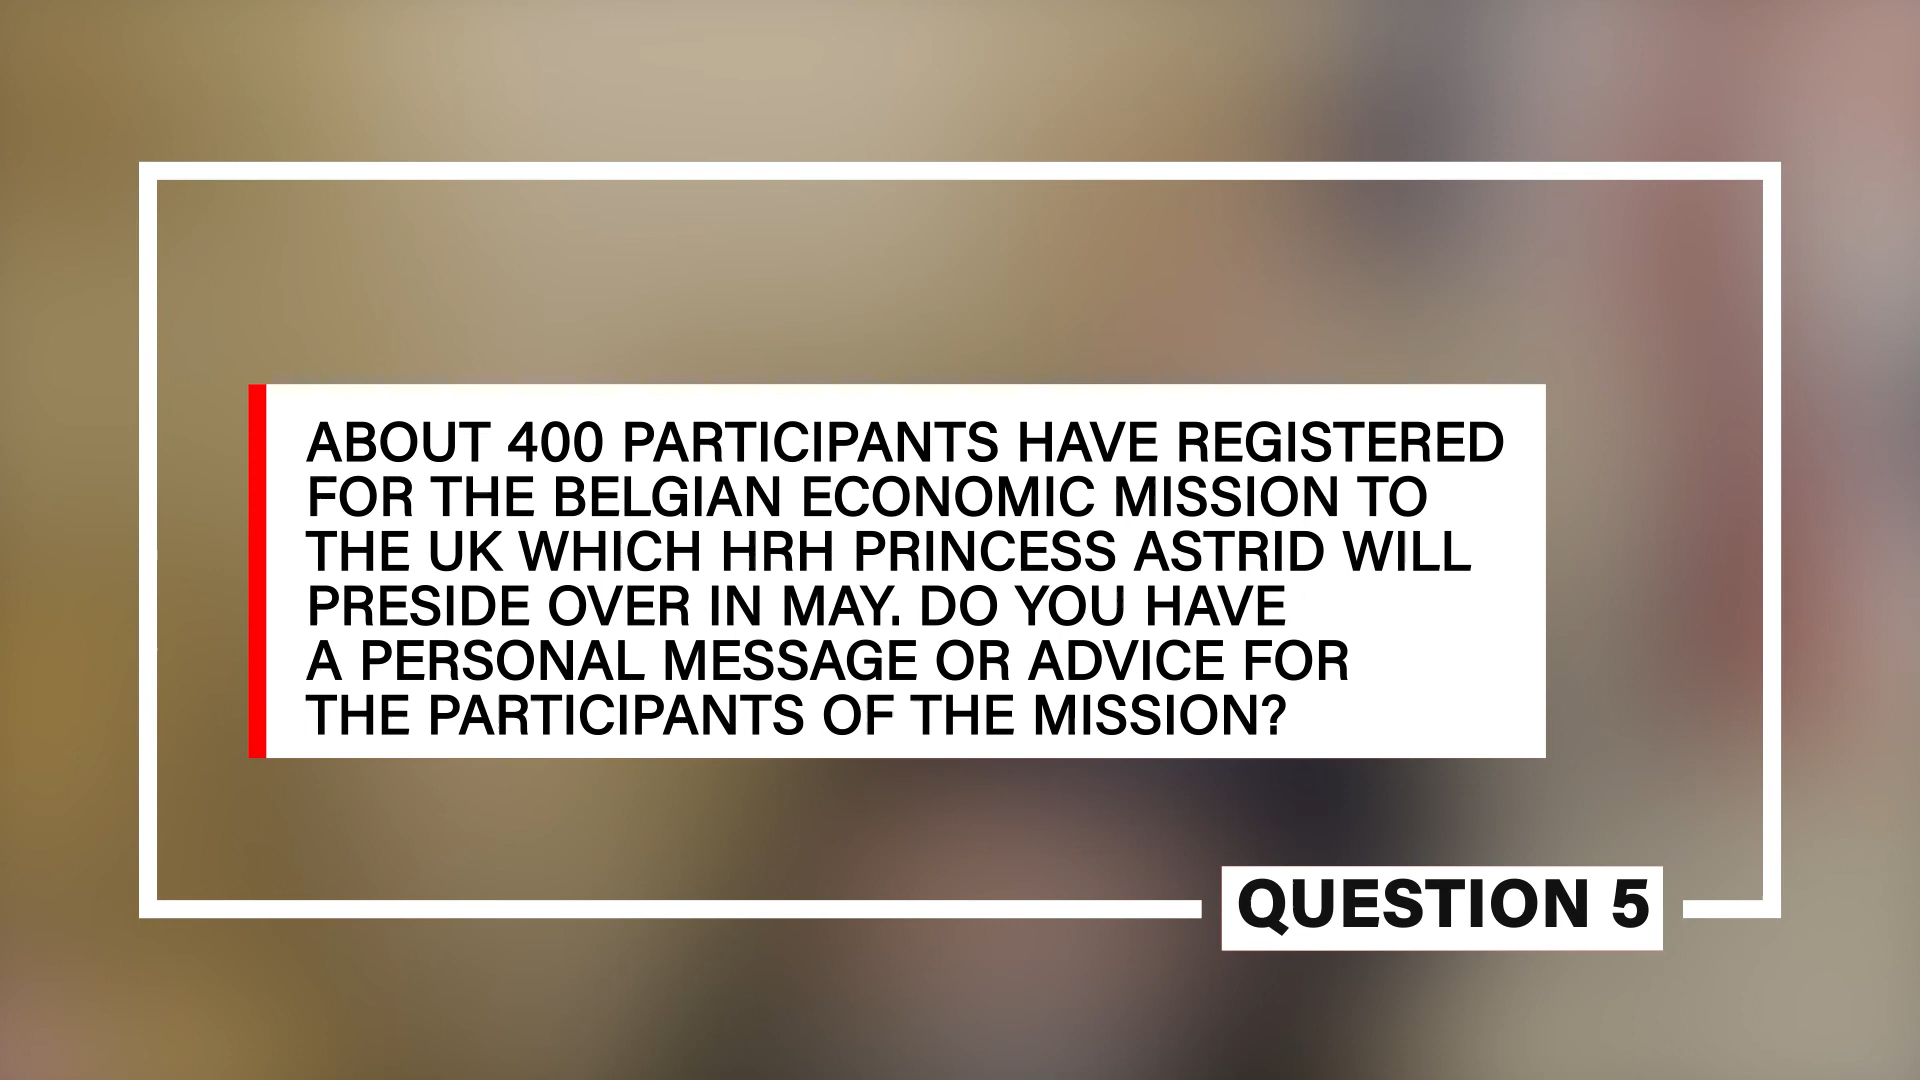 ABOUT 400 PARTICIPANTS HAVE REGISTERED
FOR THE BELGIAN ECONOMIC MISSION TO
THE UK WHICH HRH PRINCESS ASTRID WILL
PRESIDE OVER IN MAY. DO YOU HAVE
A PERSONAL MESSAGE OR ADVICE FOR
THE PARTICIPANTS OF THE MISSION?
QUESTION 5